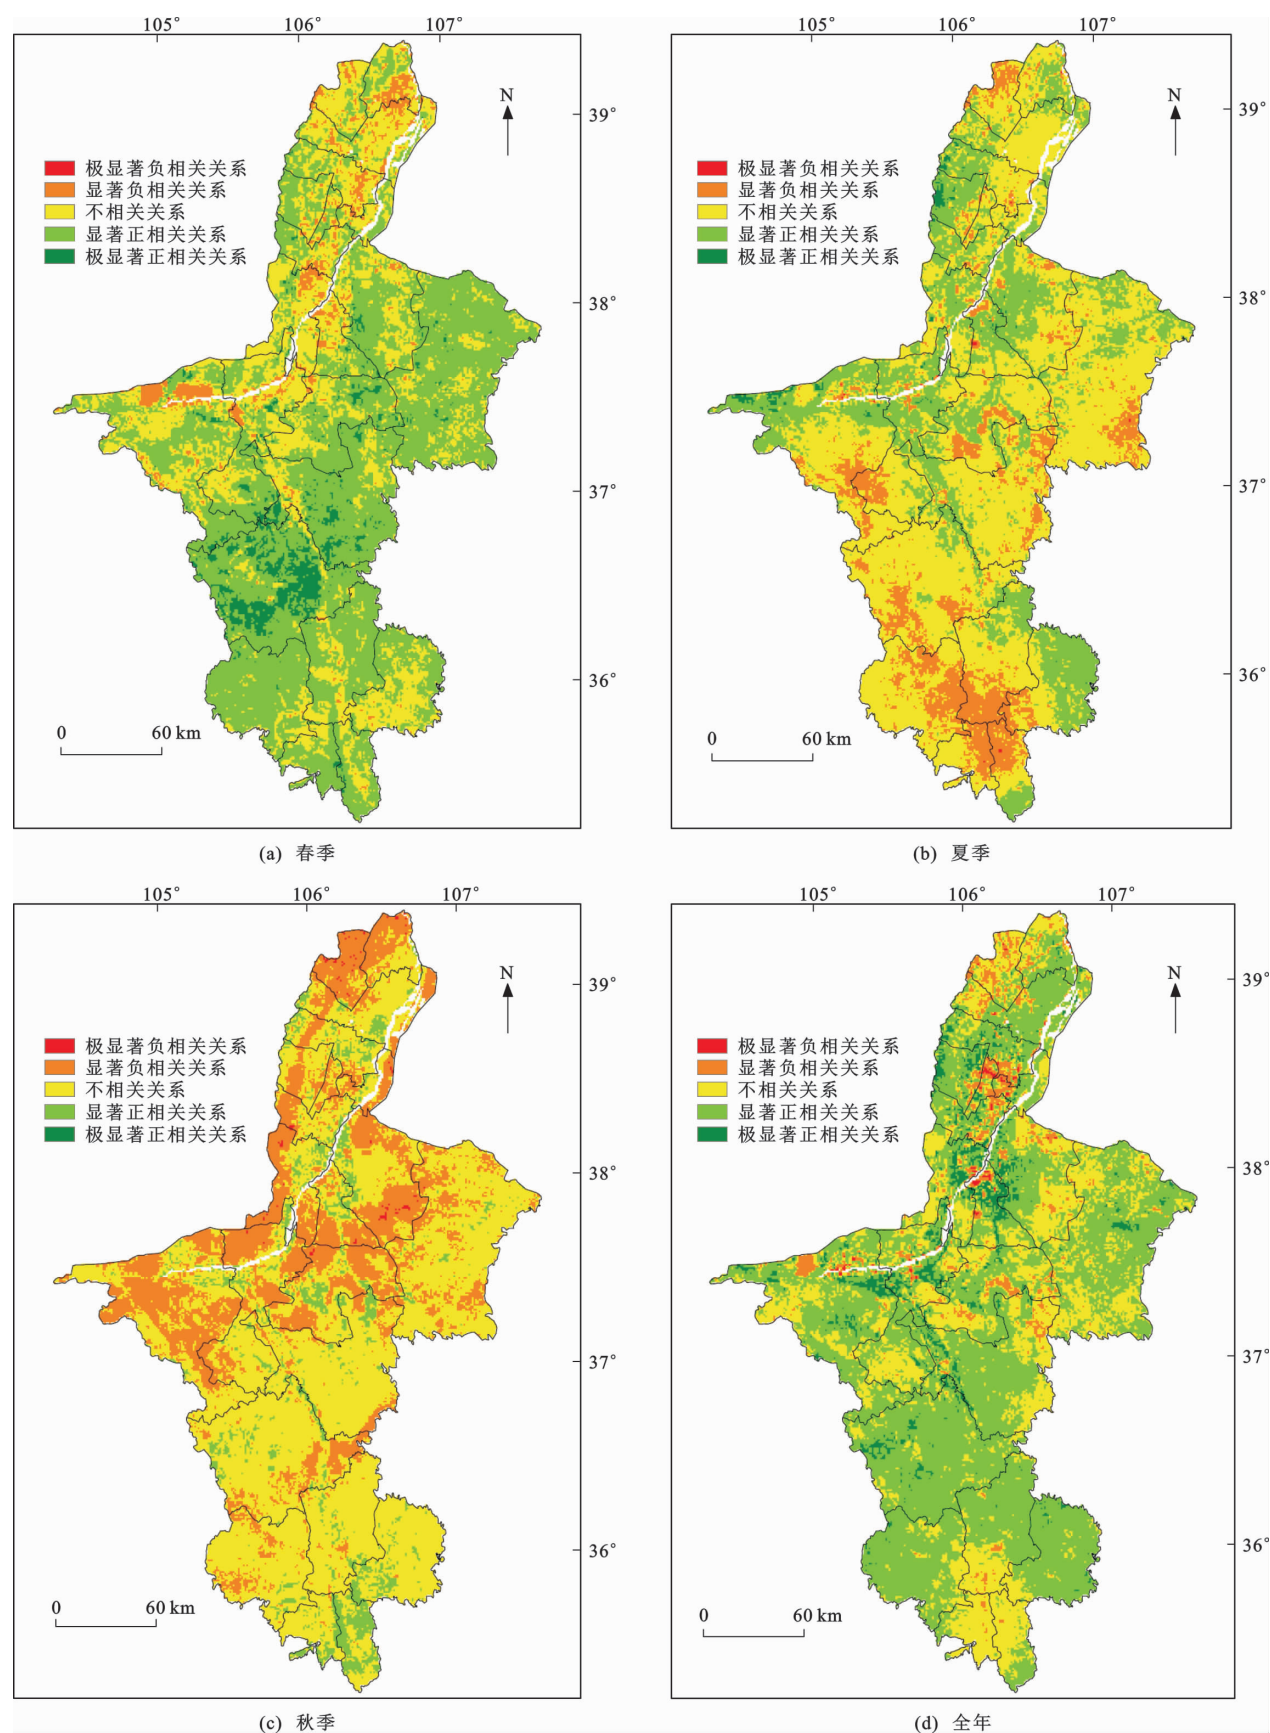 105° 106° 107°
39°
38°
37°
36°
N
极显著负相关关系
显著负相关关系
不相关关系
显著正相关关系
极显著正相关关系
0 60 km
(a) 春季
105° 106° 107°
39°
38°
37°
36°
N
极显著负相关关系
显著负相关关系
不相关关系
显著正相关关系
极显著正相关关系
0 60 km
(b) 夏季
105° 106° 107°
39°
38°
37°
36°
N
极显著负相关关系
显著负相关关系
不相关关系
显著正相关关系
极显著正相关关系
0 60 km
(c) 秋季
105° 106° 107°
39°
38°
37°
36°
N
极显著负相关关系
显著负相关关系
不相关关系
显著正相关关系
极显著正相关关系
0 60 km
(d) 全年